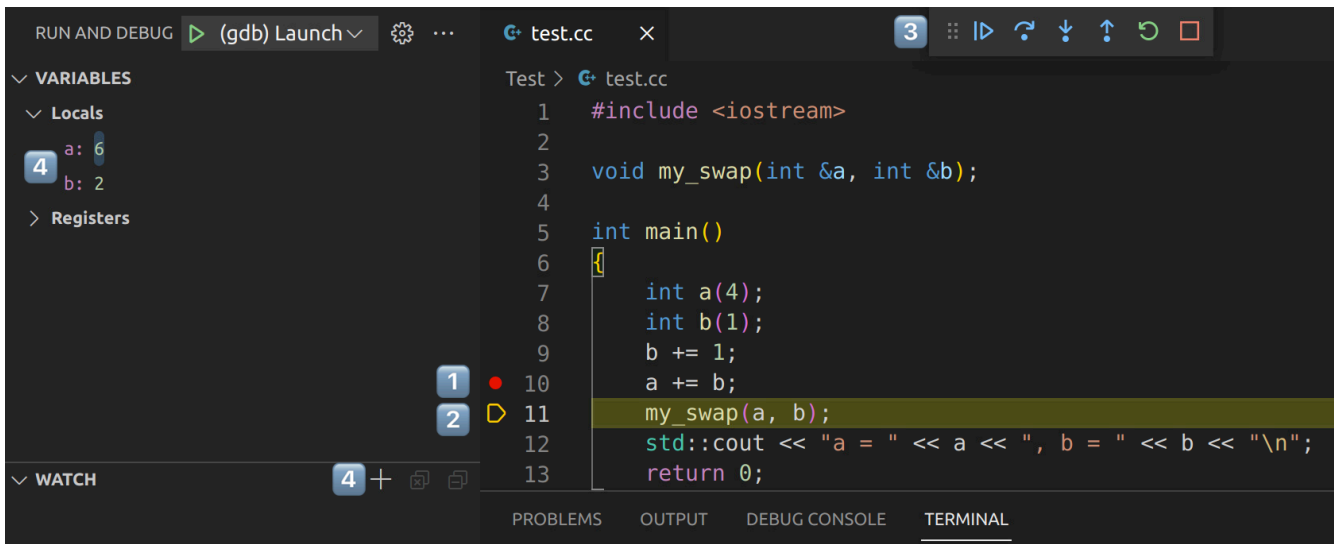 RUN AND DEBUG (gdb) Launch
VARIABLES
Locals
a: 6
4
b: 2
Registers
1
2
WATCH 4
test.cc
3
Test > test.cc
1 #include <iostream>
2
3 void my_swap(int &a, int &b);
4
5 int main()
6 {
7 int a(4);
8 int b(1);
9 b += 1;
10 a += b;
11 my_swap(a, b);
12 std::cout << "a = " << a << ", b = " << b << "\n";
13 return 0;
PROBLEMS OUTPUT DEBUG CONSOLE TERMINAL